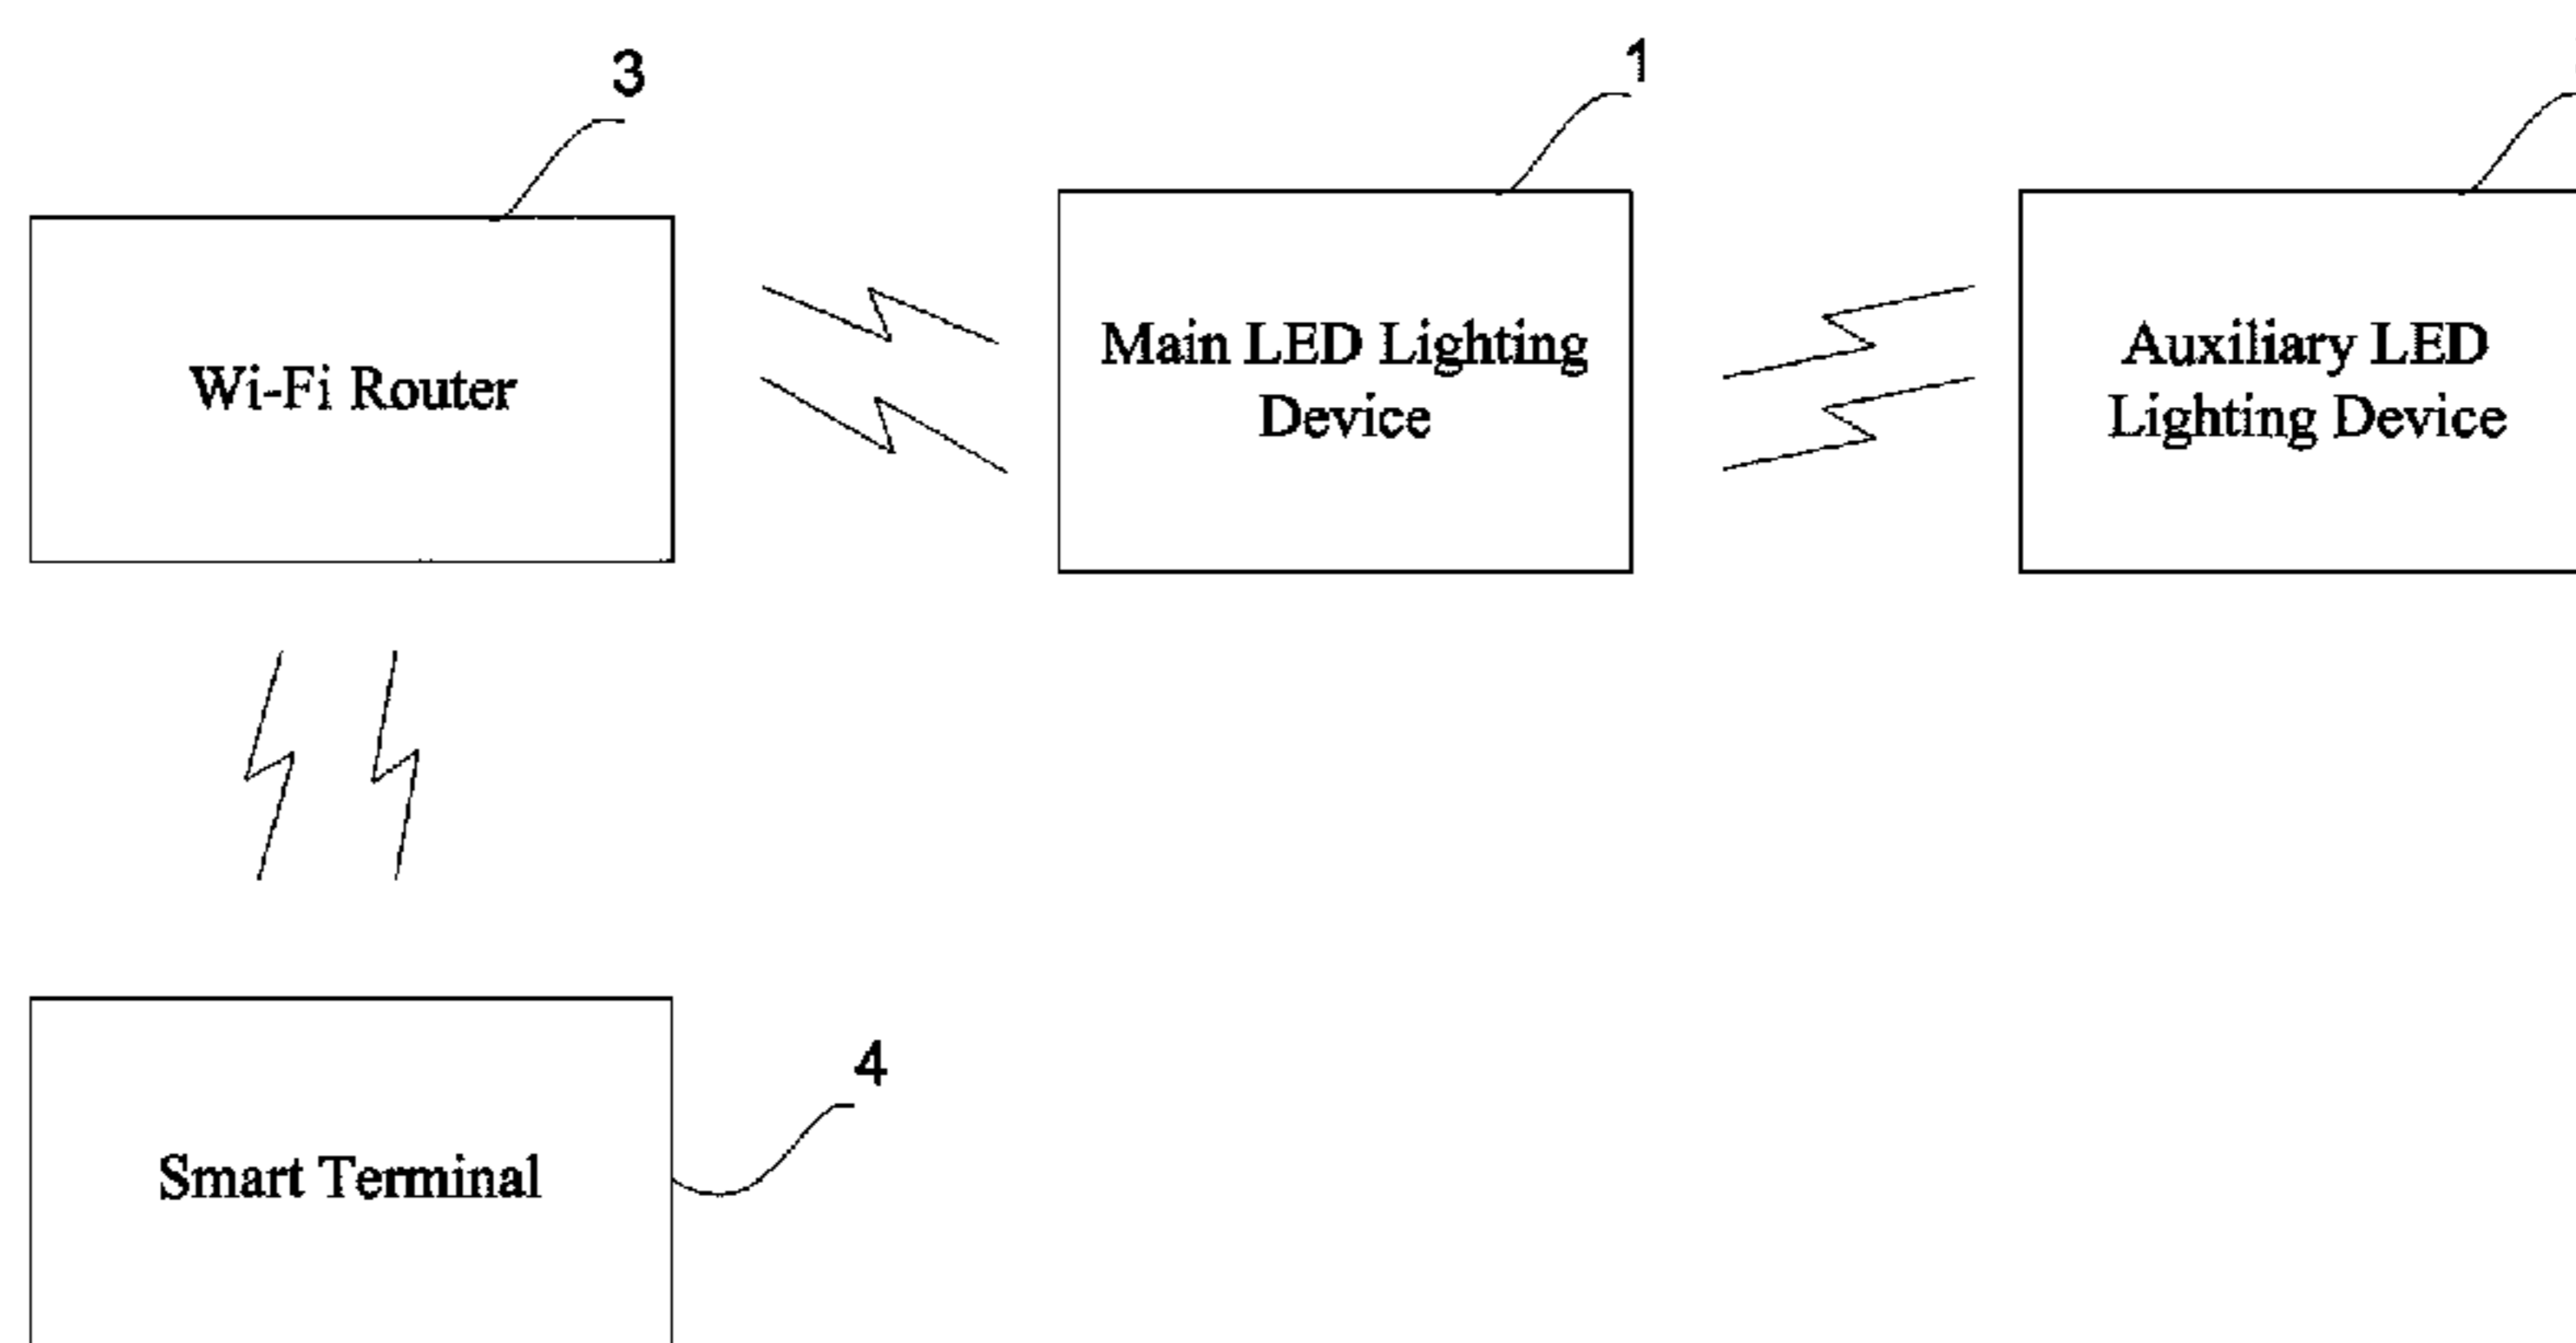 3
1
Wi-Fi Router
Main LED Lighting
Device
Auxiliary LED
Lighting Device
4
Smart Terminal